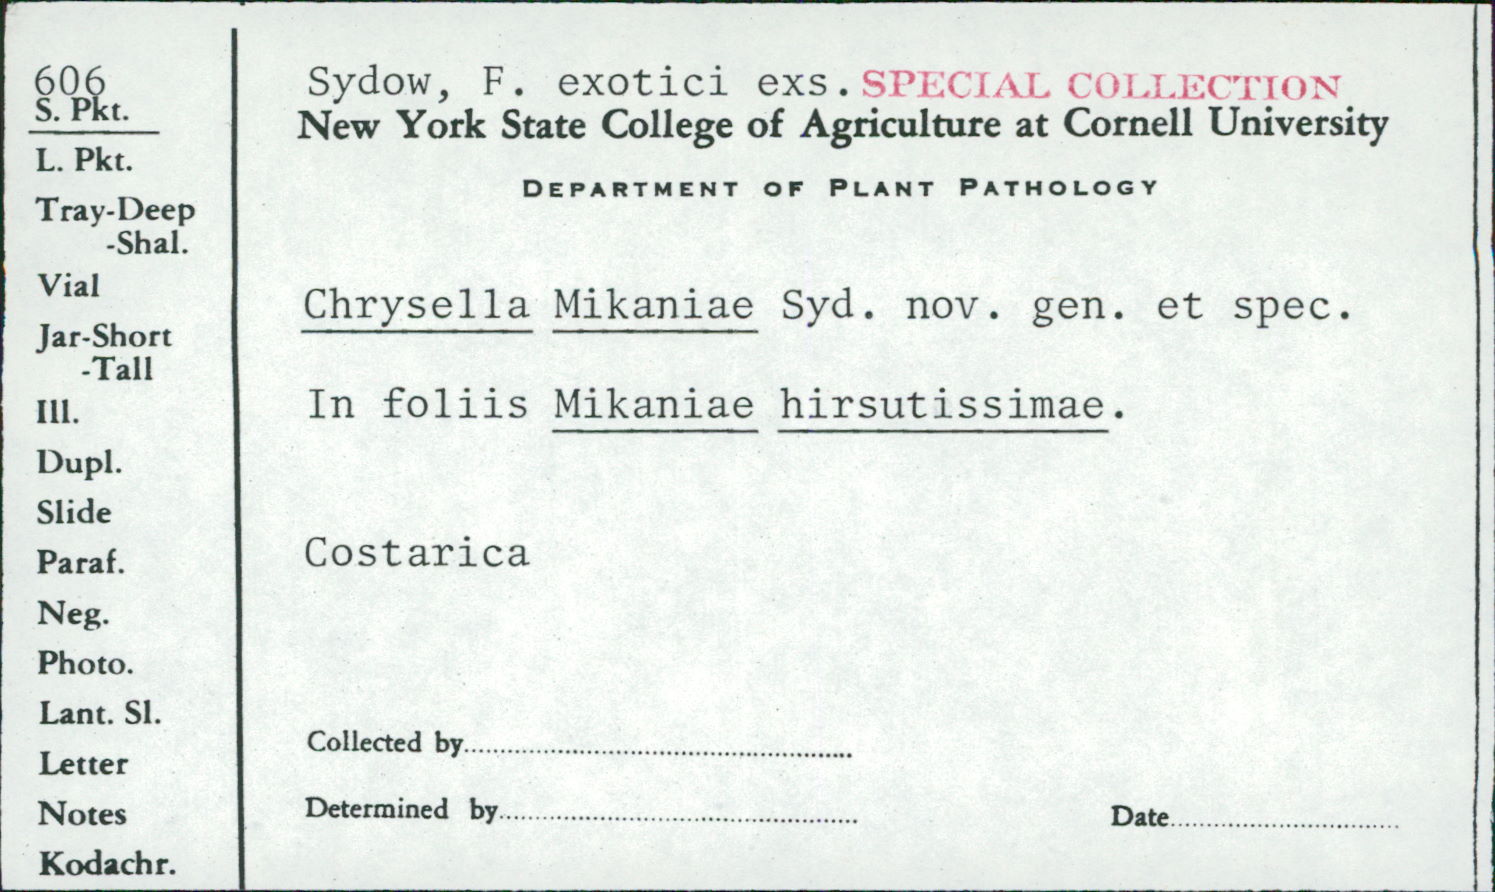 606
S. Pkt.
L. Pkt.
Tray-Deep
-Shal.
Vial
Jar-Short
-Tall
Ill.
Dupl.
Slide
Paraf.
Neg.
Photo.
Lant. Sl.
Letter
Notes
Kodachr.
Sydow, F. exotici exs. SPECIAL COLLECTION
New York State College of Agriculture at Cornell University
DEPARTMENT OF PLANT PATHOLOGY
Chrysella Mikaniae Syd. nov. gen. et spec.
In foliis Mikaniae hirsutissimae.
Costarica
Collected by
Determined by
Date